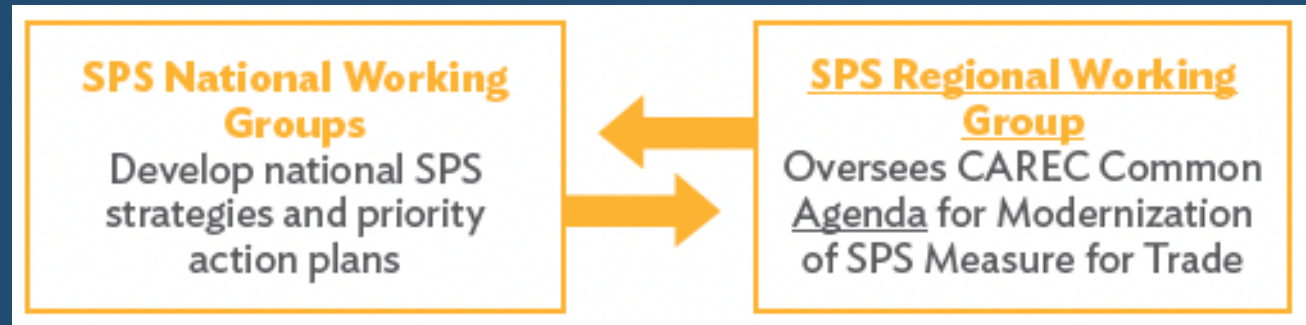 SPS National Working
Groups
Develop national SPS
strategies and priority
action plans
SPS Regional Working
Group
Oversees CAREC Common
Agenda for Modernization
of SPS Measure for Trade